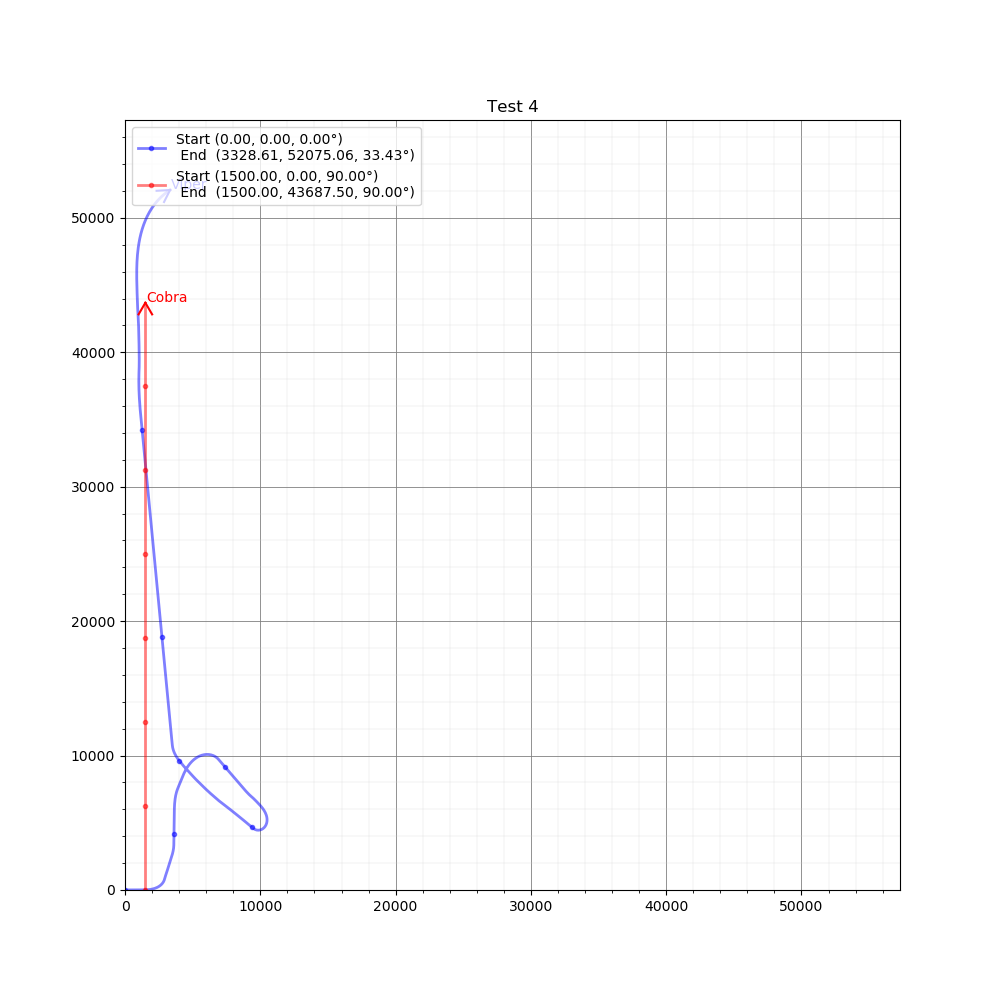 Test 4
Start (0.00, 0.00, 0.00°)
End (3328.61, 52075.06, 33.43°)
Start (1500.00, 0.00, 90.00°)
End (1500.00, 43687.50, 90.00°)
Viper
Cobra
50000
40000
30000
20000
10000
0
0 10000 20000 30000 40000 50000